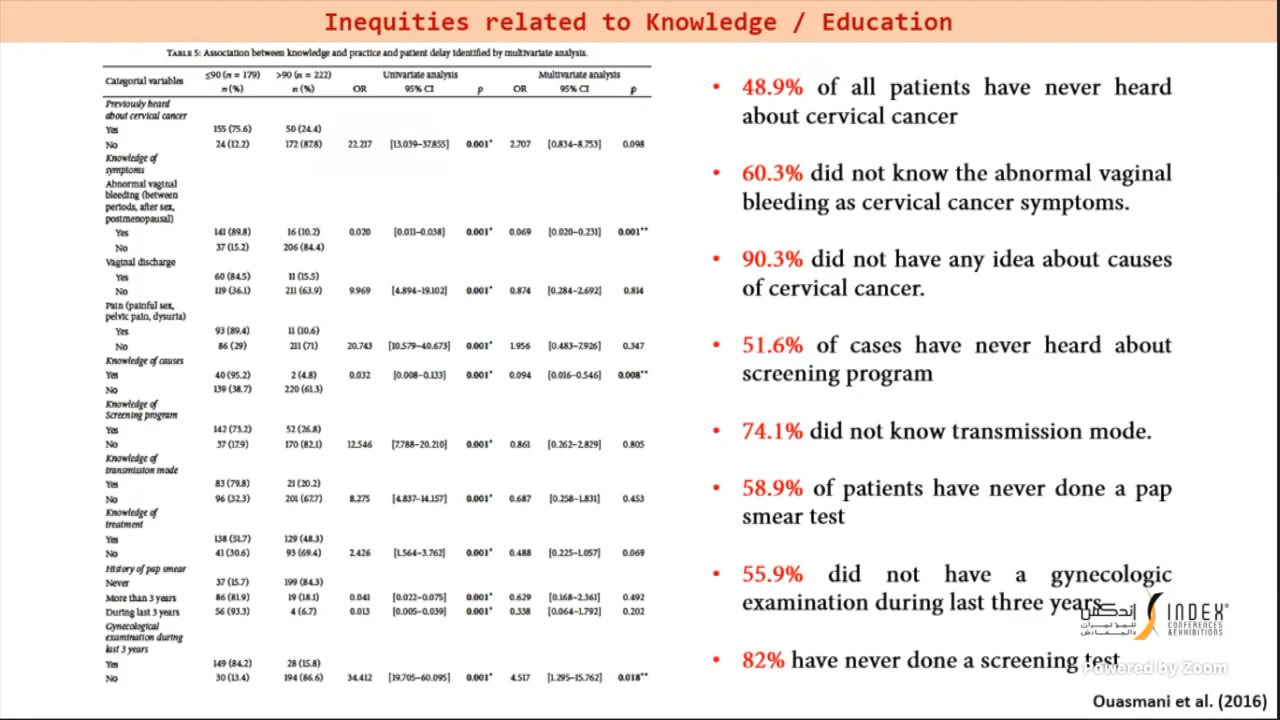 Inequities related to Knowledge / Education
TABLE 5: Association between knowledge and practice and patient delay identified by multivariate analysis.
Categorial variables ≤90 (n = 179) >90 (n = 222) Univariate analysis Multivariate analysis
n (%) n (%) OR 95% CI p OR 95% CI p
Previously heard
about cervical cancer
Yes 155 (75.6) 50 (24.4)
No 24 (12.2) 172 (87.8) 22.217 [13.039–37.855] 0.001* 2.707 [0.834–8.753] 0.098
Knowledge of
symptoms
Abnormal vaginal
bleeding (between
periods, after sex,
postmenopausal)
Yes 141 (89.8) 16 (10.2) 0.020 [0.011–0.038] 0.001* 0.069 [0.020–0.231] 0.001**
No 37 (15.2) 206 (84.4)
Vaginal discharge
Yes 60 (84.5) 11 (15.5)
No 119 (36.1) 211 (63.9) 9.969 [4.894–19.102] 0.001* 0.874 [0.284–2.692] 0.814
Pain (painful sex,
pelvic pain, dysuria)
Yes 93 (89.4) 11 (10.6)
No 86 (29) 211 (71) 20.743 [10.579–40.673] 0.001* 1.956 [0.483–7.926] 0.347
Knowledge of causes
Yes 40 (95.2) 2 (4.8) 0.032 [0.008–0.133] 0.001* 0.094 [0.016–0.546] 0.008**
No 139 (38.7) 220 (61.3)
Knowledge of
Screening program
Yes 142 (73.2) 52 (26.8)
No 37 (17.9) 170 (82.1) 12.546 [7.788–20.210] 0.001* 0.861 [0.262–2.829] 0.805
Knowledge of
transmission mode
Yes 83 (79.8) 21 (20.2)
No 96 (32.3) 201 (67.7) 8.275 [4.837–14.157] 0.001* 0.687 [0.258–1.831] 0.453
Knowledge of
treatment
Yes 138 (51.7) 129 (48.3)
No 41 (30.6) 93 (69.4) 2.426 [1.564–3.762] 0.001* 0.488 [0.225–1.057] 0.069
History of pap smear
Never 37 (15.7) 199 (84.3)
More than 3 years 86 (81.9) 19 (18.1) 0.041 [0.022–0.075] 0.001* 0.629 [0.168–2.361] 0.492
During last 3 years 56 (93.3) 4 (6.7) 0.013 [0.005–0.039] 0.001* 0.338 [0.064–1.792] 0.202
Gynecological
examination during
last 3 years
Yes 149 (84.2) 28 (15.8)
No 30 (13.4) 194 (86.6) 34.412 [19.705–60.095] 0.001* 4.517 [1.295–15.762] 0.018**
• 48.9% of all patients have never heard
about cervical cancer
• 60.3% did not know the abnormal vaginal
bleeding as cervical cancer symptoms.
• 90.3% did not have any idea about causes
of cervical cancer.
• 51.6% of cases have never heard about
screening program
• 74.1% did not know transmission mode.
• 58.9% of patients have never done a pap
smear test
• 55.9% did not have a gynecologic
examination during last three years
• 82% have never done a screening test
اندكس
للمؤتمرات
والمعارض
INDEX
CONFERENCES
&EXHIBITIONS
Powered by Zoom
Ouasmani et al. (2016)